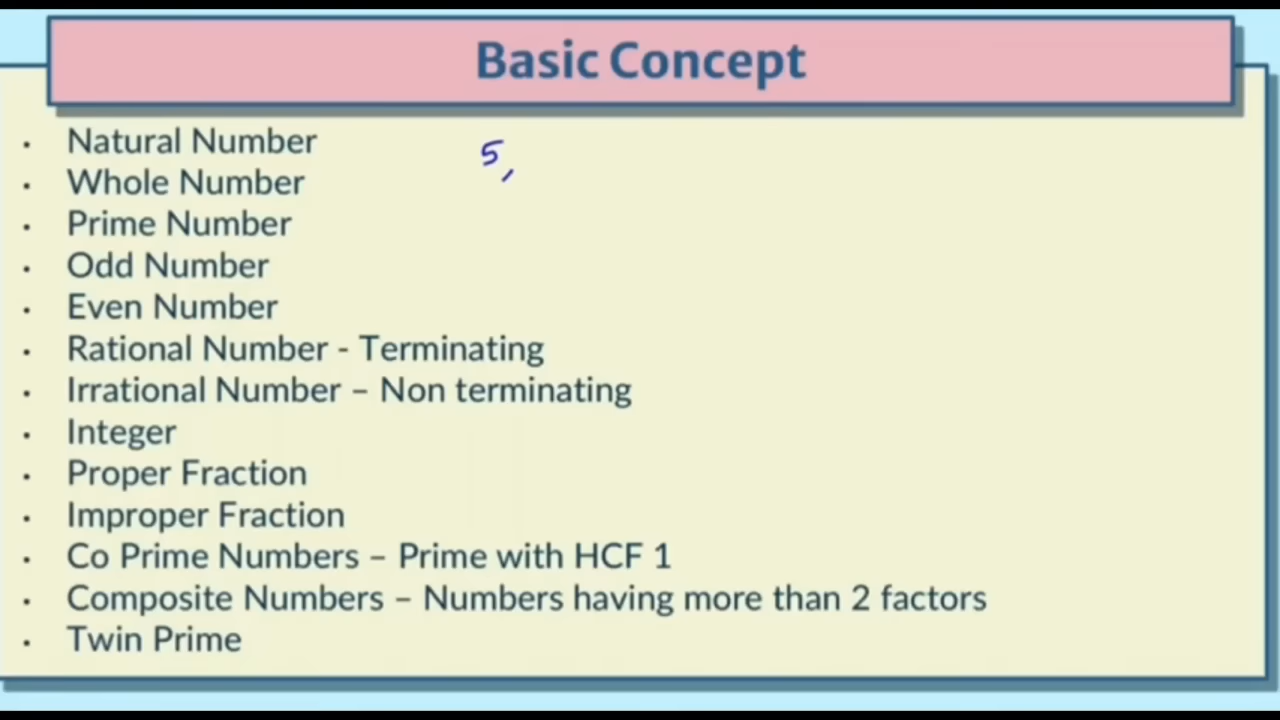 Basic Concept
· Natural Number
5,
· Whole Number
· Prime Number
· Odd Number
· Even Number
· Rational Number - Terminating
· Irrational Number – Non terminating
· Integer
· Proper Fraction
· Improper Fraction
· Co Prime Numbers – Prime with HCF 1
· Composite Numbers – Numbers having more than 2 factors
· Twin Prime